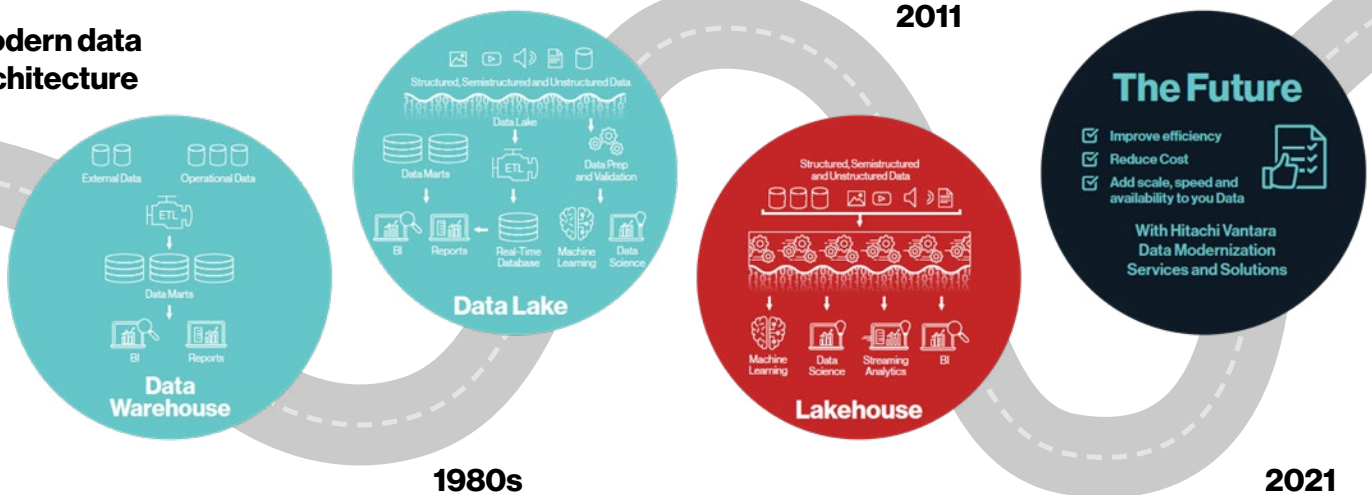 odern data
chitecture
External Data
Operational Data
ETL
Data Marts
BI
Reports
Data
Warehouse
1980s
Structured, Semistructured and Unstructured Data
Data Lake
Data Marts
ETL
Data Prep
and Validation
BI
Reports
Real-Time
Database
Machine
Learning
Data
Science
Data Lake
2011
Structured, Semistructured
and Unstructured Data
Machine
Learning
Data
Science
Streaming
Analytics
BI
Lakehouse
2021
The Future
Improve efficiency
Reduce Cost
Add scale, speed and
availability to you Data
With Hitachi Vantara
Data Modernization
Services and Solutions